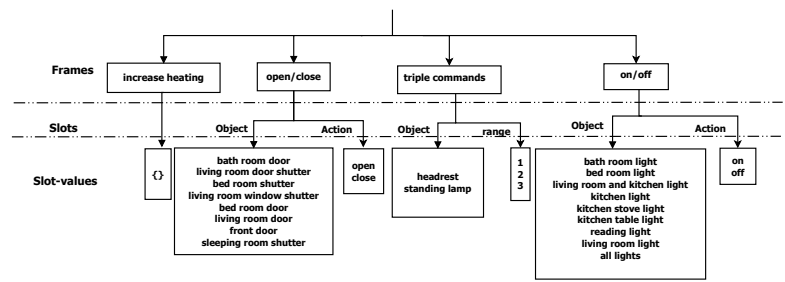 Frames
increase heating
open/close
triple commands
on/off
Slots
Object
Action
Object
range
Object
Action
Slot-values
{}
bath room door
living room door shutter
bed room shutter
living room window shutter
bed room door
living room door
front door
sleeping room shutter
open
close
headrest
standing lamp
1
2
3
bath room light
bed room light
living room and kitchen light
kitchen light
kitchen stove light
kitchen table light
reading light
living room light
all lights
on
off